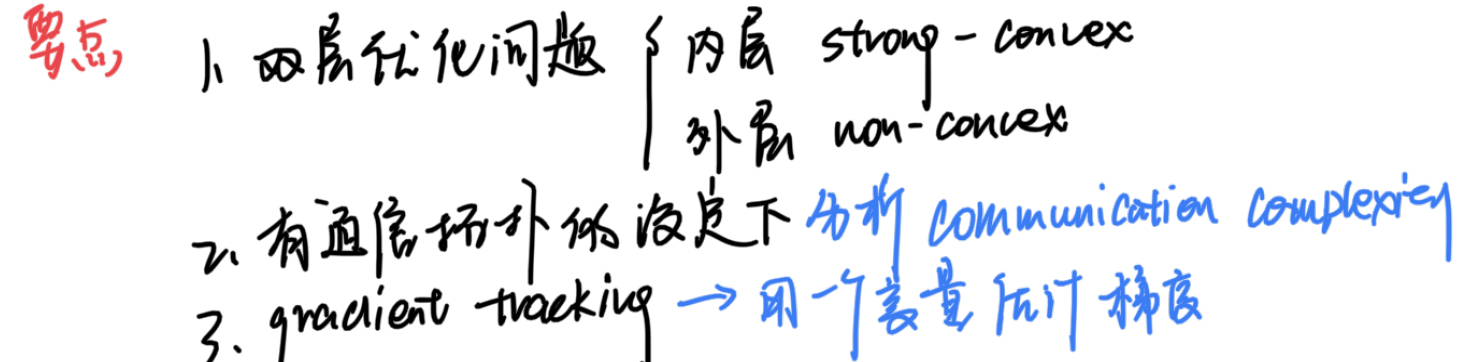 要点
1、双层优化问题 { 内层 strong-convex
外层 non-convex
2、有通信拓扑的设定下 分析 communication complexity
3、gradient tracking → 用一个变量估计梯度